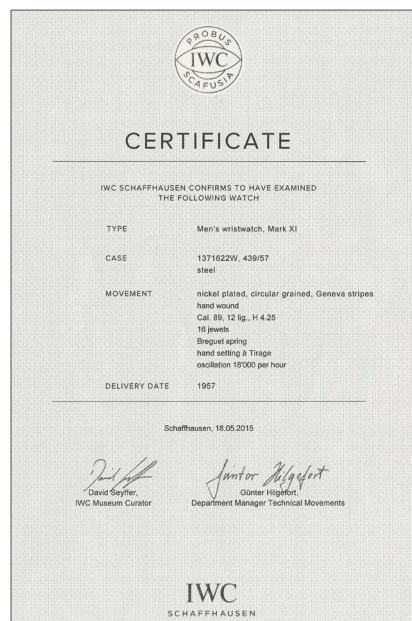 PROBUS
IWC
SCAFUSIA
CERTIFICATE
IWC SCHAFFHAUSEN CONFIRMS TO HAVE EXAMINED
THE FOLLOWING WATCH
TYPE Men's wristwatch, Mark XI
CASE 1371622W, 439/57
steel
MOVEMENT nickel plated, circular grained, Geneva stripes
hand wound
Cal. 89, 12 lig., H 4.25
16 jewels
Breguet spring
hand setting à Tirage
oscillation 18'000 per hour
DELIVERY DATE 1957
Schaffhausen, 18.05.2015
Günter Hilgefort
David Seyffer, Günter Hilgefort,
IWC Museum Curator Department Manager Technical Movements
IWC
SCHAFFHAUSEN